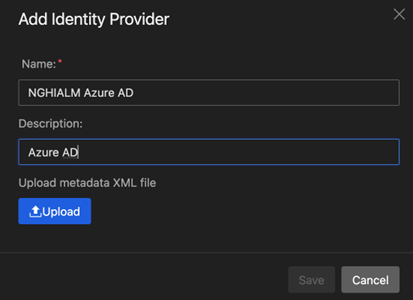 Add Identity Provider
Name:*
NGHIALM Azure AD
Description:
Azure AD
Upload metadata XML file
Upload
Save Cancel